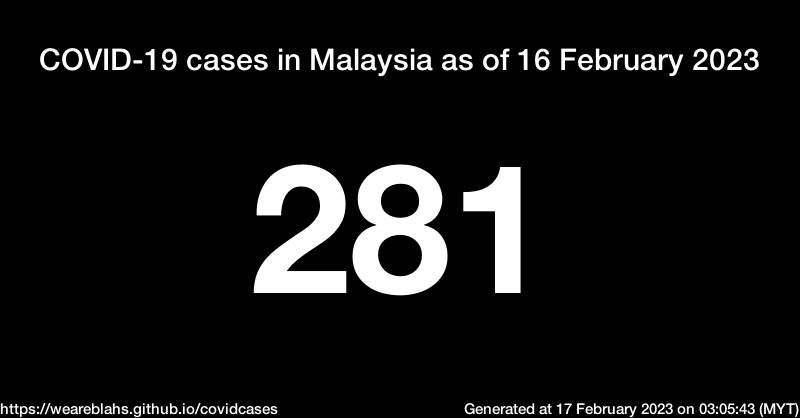 COVID-19 cases in Malaysia as of 16 February 2023
281
https://weareblahs.github.io/covidcases
Generated at 17 February 2023 on 03:05:43 (MYT)